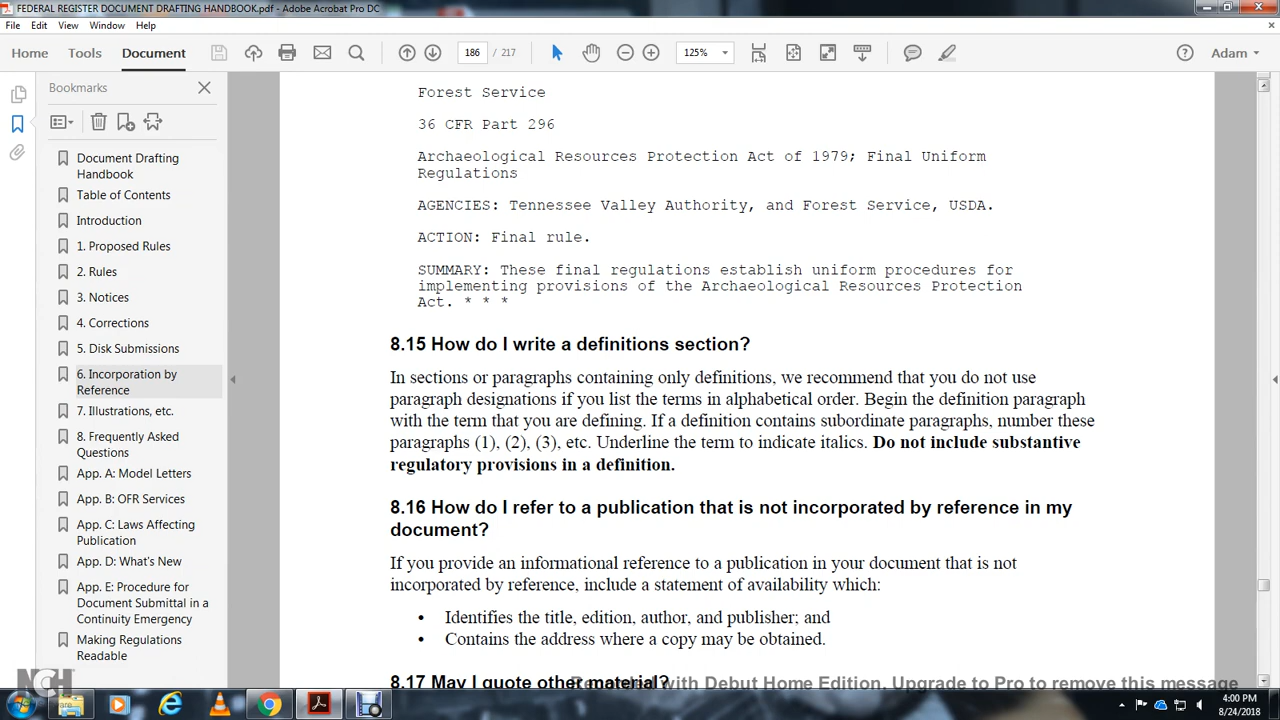 FEDERAL REGISTER DOCUMENT DRAFTING HANDBOOK.pdf - Adobe Acrobat Pro DC
File Edit View Window Help
Home Tools Document 186 / 217 125% Adam
Bookmarks
Document Drafting
Handbook
Table of Contents
Introduction
1. Proposed Rules
2. Rules
3. Notices
4. Corrections
5. Disk Submissions
6. Incorporation by
Reference
7. Illustrations, etc.
8. Frequently Asked
Questions
App. A: Model Letters
App. B: OFR Services
App. C: Laws Affecting
Publication
App. D: What's New
App. E: Procedure for
Document Submittal in a
Continuity Emergency
Making Regulations
Readable
Forest Service
36 CFR Part 296
Archaeological Resources Protection Act of 1979; Final Uniform
Regulations
AGENCIES: Tennessee Valley Authority, and Forest Service, USDA.
ACTION: Final rule.
SUMMARY: These final regulations establish uniform procedures for
implementing provisions of the Archaeological Resources Protection
Act. * * *
8.15 How do I write a definitions section?
In sections or paragraphs containing only definitions, we recommend that you do not use
paragraph designations if you list the terms in alphabetical order. Begin the definition paragraph
with the term that you are defining. If a definition contains subordinate paragraphs, number these
paragraphs (1), (2), (3), etc. Underline the term to indicate italics. Do not include substantive
regulatory provisions in a definition.
8.16 How do I refer to a publication that is not incorporated by reference in my
document?
If you provide an informational reference to a publication in your document that is not
incorporated by reference, include a statement of availability which:
• Identifies the title, edition, author, and publisher; and
• Contains the address where a copy may be obtained.
8.17 May I quote other material?
with Debut Home Edition. Upgrade to Pro to remove this message
NCH
4:00 PM
8/24/2018